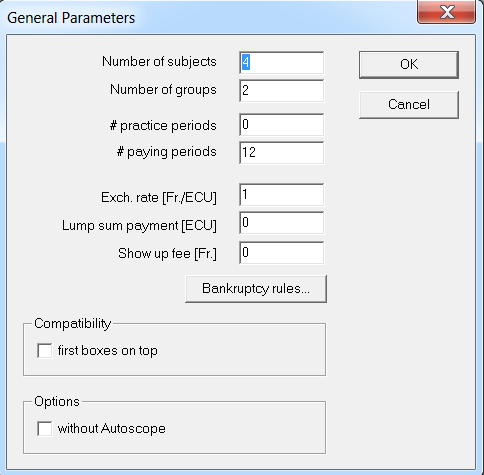 General Parameters
Number of subjects 4 OK
Number of groups 2 Cancel
# practice periods 0
# paying periods 12
Exch. rate [Fr./ECU] 1
Lump sum payment [ECU] 0
Show up fee [Fr.] 0
Bankruptcy rules...
Compatibility
first boxes on top
Options
without Autoscope